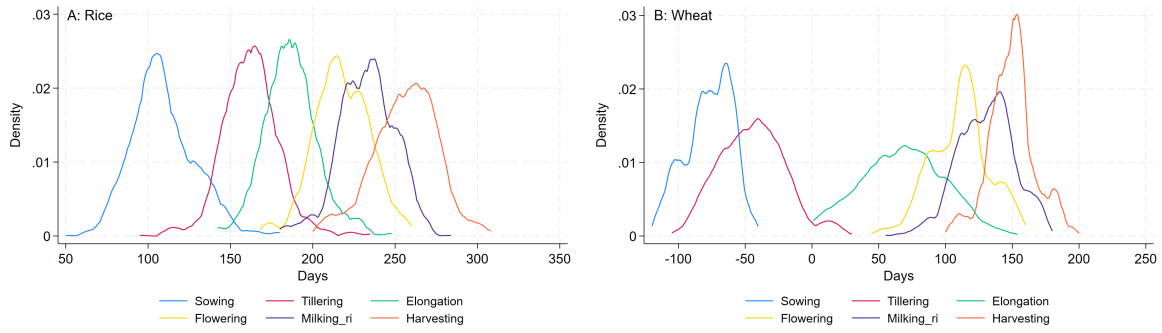 A: Rice
.03
.02
.01
0
Density
50 100 150 200 250 300 350
Days
Sowing Tillering Elongation
Flowering Milking_ri Harvesting
B: Wheat
.03
.02
.01
0
Density
-100 -50 0 50 100 150 200 250
Days
Sowing Tillering Elongation
Flowering Milking_ri Harvesting